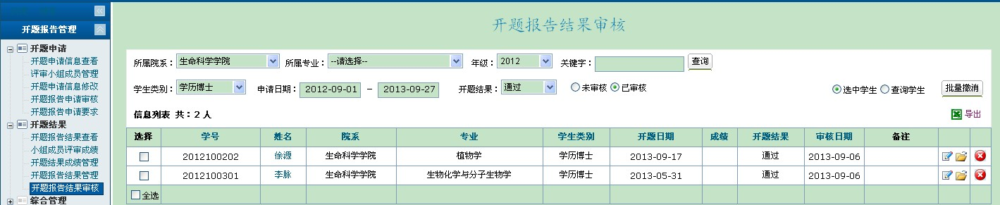 开题报告管理
开题申请
开题申请信息查看
评审小组成员管理
开题申请信息修改
开题报告申请审核
开题报告申请要求
开题结果
开题报告结果查看
小组成员评审成绩
开题结果成绩管理
开题报告结果管理
开题报告结果审核
综合管理
开题报告结果审核
所属院系： 生命科学学院 所属专业： --请选择-- 年级： 2012 关键字： 查询
学生类别： 学历博士 申请日期： 2012-09-01 - 2013-09-27 开题结果： 通过 未审核 已审核 选中学生 查询学生 批量撤消
信息列表 共：2 人 导出
选择 学号 姓名 院系 专业 学生类别 开题日期 成绩 开题结果 审核日期 备注
2012100202 徐源 生命科学学院 植物学 学历博士 2013-09-17 通过 2013-09-06
2012100301 李脉 生命科学学院 生物化学与分子生物学 学历博士 2013-05-31 通过 2013-09-06
全选